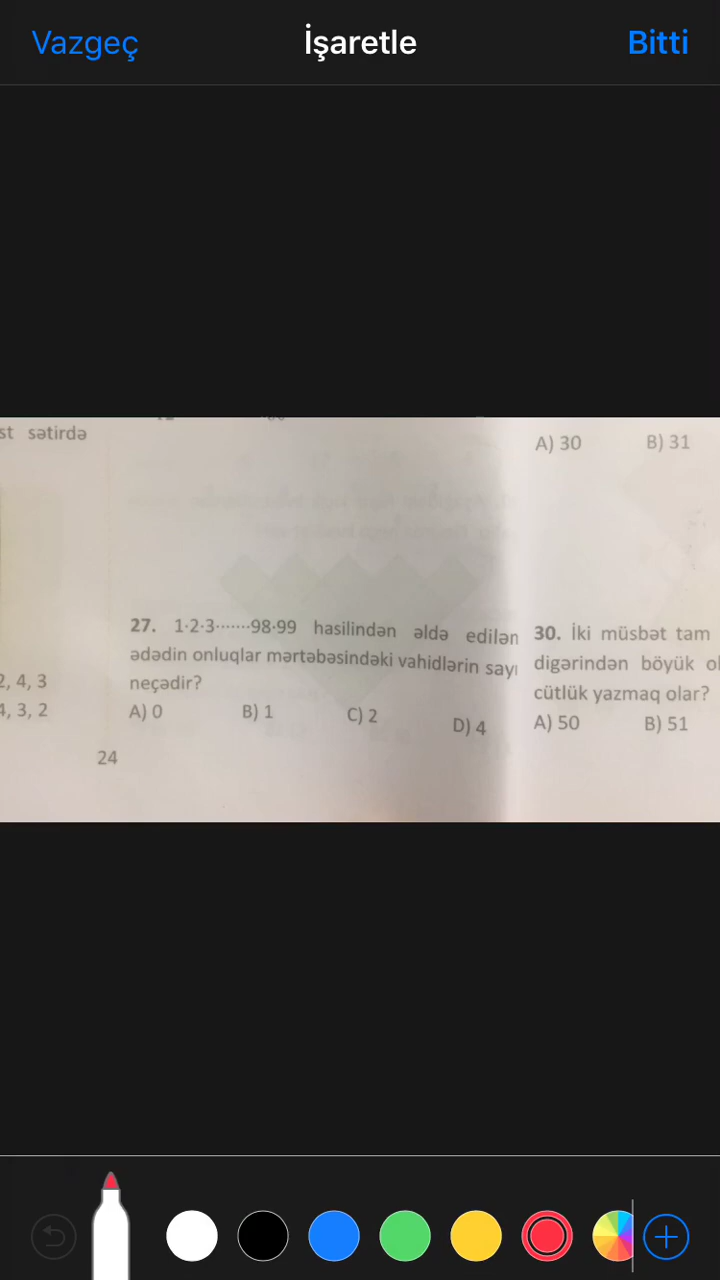 Vazgeç
İşaretle
Bitti
st sətirdə
2, 4, 3
4, 3, 2
27. 1·2·3·······98·99 hasilindən əldə edilən
ədədin onluqlar mərtəbəsindəki vahidlərin sayı
neçədir?
A) 0 B) 1 C) 2 D) 4
24
A) 30 B) 31
30. İki müsbət tam
digərindən böyük ol
cütlük yazmaq olar?
A) 50 B) 51